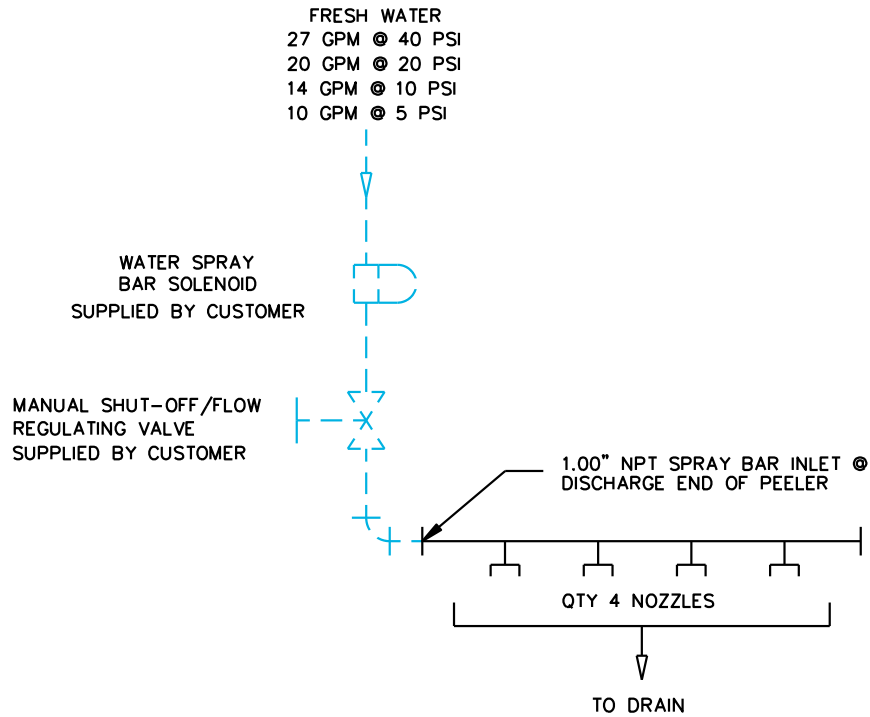 FRESH WATER
27 GPM @ 40 PSI
20 GPM @ 20 PSI
14 GPM @ 10 PSI
10 GPM @ 5 PSI
WATER SPRAY
BAR SOLENOID
SUPPLIED BY CUSTOMER
MANUAL SHUT-OFF/FLOW
REGULATING VALVE
SUPPLIED BY CUSTOMER
1.00" NPT SPRAY BAR INLET @
DISCHARGE END OF PEELER
QTY 4 NOZZLES
TO DRAIN